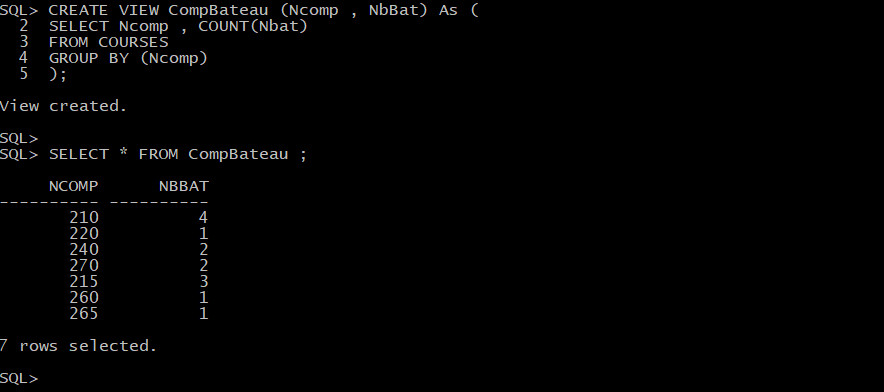 SQL> CREATE VIEW CompBateau (Ncomp , NbBat) As (
  2  SELECT Ncomp , COUNT(Nbat)
  3  FROM COURSES
  4  GROUP BY (Ncomp)
  5  );
View created.
SQL>
SQL> SELECT * FROM CompBateau ;
     NCOMP      NBBAT
---------- ----------
       210          4
       220          1
       240          2
       270          2
       215          3
       260          1
       265          1
7 rows selected.
SQL>